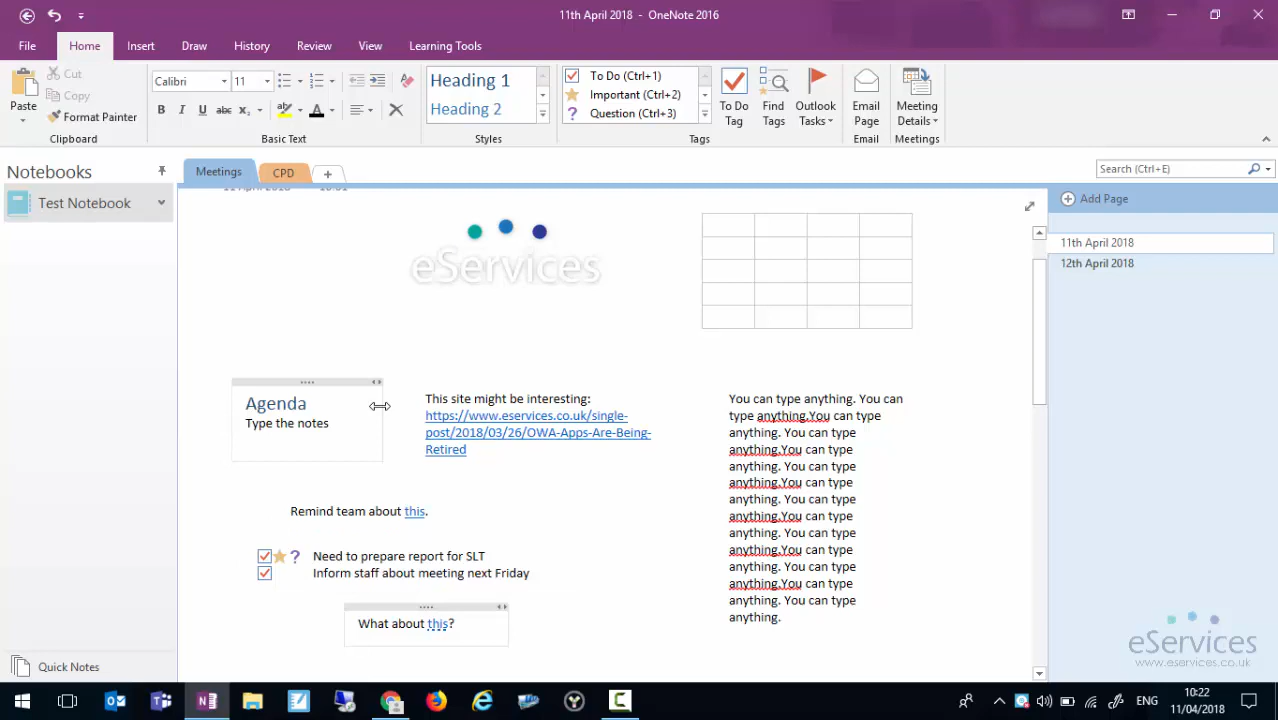 11th April 2018 - OneNote 2016
File
Home
Insert
Draw
History
Review
View
Learning Tools
Paste
Cut
Copy
Format Painter
Clipboard
Calibri
11
B I U abc X₂
A
Basic Text
Heading 1
Heading 2
Styles
To Do (Ctrl+1)
Important (Ctrl+2)
Question (Ctrl+3)
To Do
Tag
Find
Tags
Outlook
Tasks
Tags
Email
Page
Email
Meeting
Details
Meetings
Notebooks
Test Notebook
Meetings
CPD
Search (Ctrl+E)
Add Page
11th April 2018
12th April 2018
11 April 2018
eServices
Agenda
Type the notes
This site might be interesting:
https://www.eservices.co.uk/single-
post/2018/03/26/OWA-Apps-Are-Being-
Retired
You can type anything. You can
type anything.You can type
anything. You can type
anything.You can type
anything. You can type
anything.You can type
anything. You can type
anything.You can type
anything. You can type
anything.You can type
anything. You can type
anything.You can type
anything. You can type
anything.
Remind team about this.
Need to prepare report for SLT
Inform staff about meeting next Friday
What about this?
eServices
www.eservices.co.uk
Quick Notes
ENG
10:22
11/04/2018